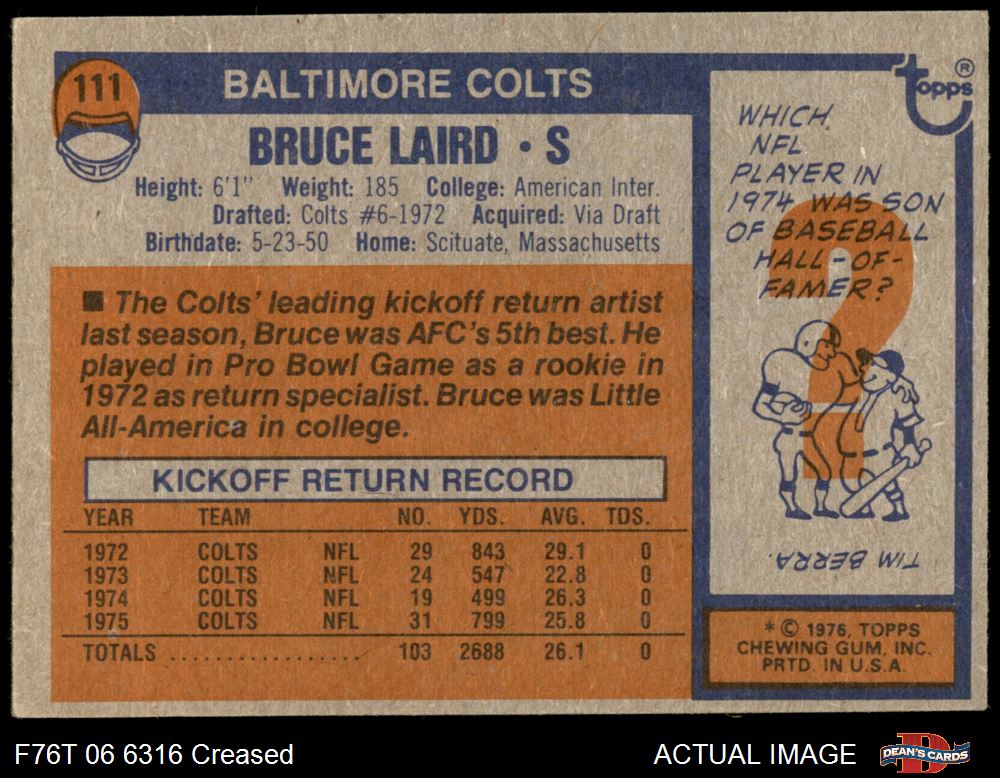 111
BALTIMORE COLTS
BRUCE LAIRD · S
Height: 6'1" Weight: 185 College: American Inter.
Drafted: Colts #6-1972 Acquired: Via Draft
Birthdate: 5-23-50 Home: Scituate, Massachusetts
■ The Colts' leading kickoff return artist
last season, Bruce was AFC's 5th best. He
played in Pro Bowl Game as a rookie in
1972 as return specialist. Bruce was Little
All-America in college.
KICKOFF RETURN RECORD
YEAR TEAM NO. YDS. AVG. TDS.
1972 COLTS NFL 29 843 29.1 0
1973 COLTS NFL 24 547 22.8 0
1974 COLTS NFL 19 499 26.3 0
1975 COLTS NFL 31 799 25.8 0
TOTALS .................. 103 2688 26.1 0
topps®
WHICH
NFL
PLAYER IN
1974 WAS SON
OF BASEBALL
HALL-OF-
FAMER?
?
TIM BERRA.
* © 1976, TOPPS
CHEWING GUM, INC.
PRTD. IN U.S.A.
F76T 06 6316 Creased
ACTUAL IMAGE
DEAN'S CARDS